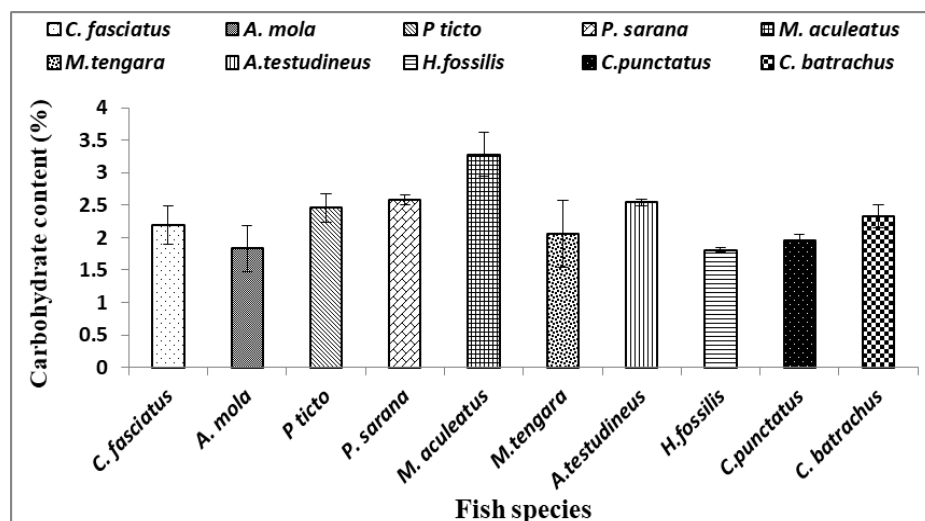 C. fasciatus A. mola P ticto P. sarana M. aculeatus
M.tengara A.testudineus H.fossilis C.punctatus C. batrachus
Carbohydrate content (%)
4
3.5
3
2.5
2
1.5
1
0.5
0
C. fasciatus A. mola P ticto P. sarana M. aculeatus M.tengara A.testudineus H.fossilis C.punctatus C. batrachus
Fish species